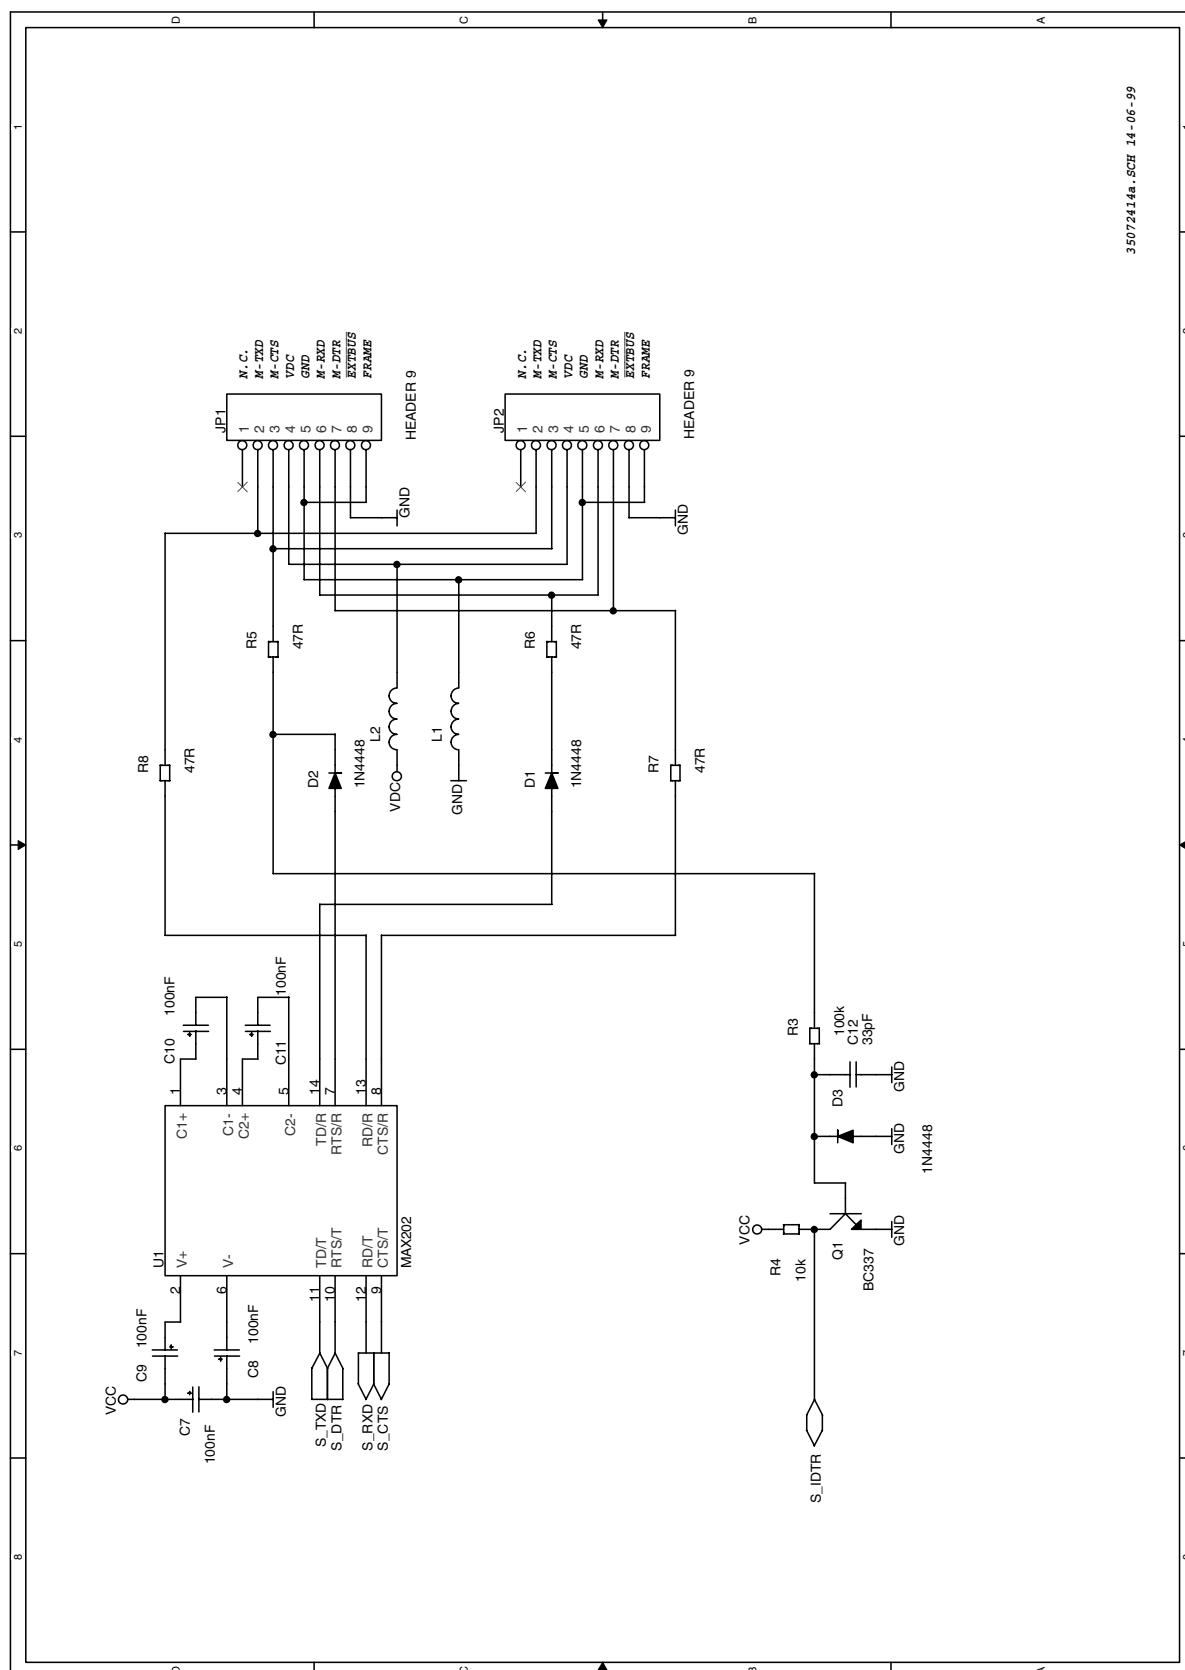 D
C
B
A
1
2
3
4
5
6
7
8
35072414a.SCH 14-06-99
VCC
C9
100nF
C7
100nF
C8
100nF
GND
U1
MAX202
2
V+
6
V-
11
TD/T
10
RTS/T
12
RD/T
9
CTS/T
C1+
1
C1-
3
C2+
4
C2-
5
TD/R
14
RTS/R
7
RD/R
13
CTS/R
8
C10
100nF
C11
100nF
S_TXD
S_DTR
S_RXD
S_CTS
R8
47R
R5
47R
D2
1N4448
L2
VDC
L1
GND
D1
1N4448
R6
47R
R7
47R
JP1
1
2
3
4
5
6
7
8
9
N.C.
M-TXD
M-CTS
VDC
GND
M-RXD
M-DTR
EXTBUS
FRAME
HEADER 9
GND
JP2
1
2
3
4
5
6
7
8
9
N.C.
M-TXD
M-CTS
VDC
GND
M-RXD
M-DTR
EXTBUS
FRAME
HEADER 9
GND
VCC
R4
10k
Q1
BC337
GND
D3
1N4448
GND
R3
100k
C12
33pF
GND
S_IDTR